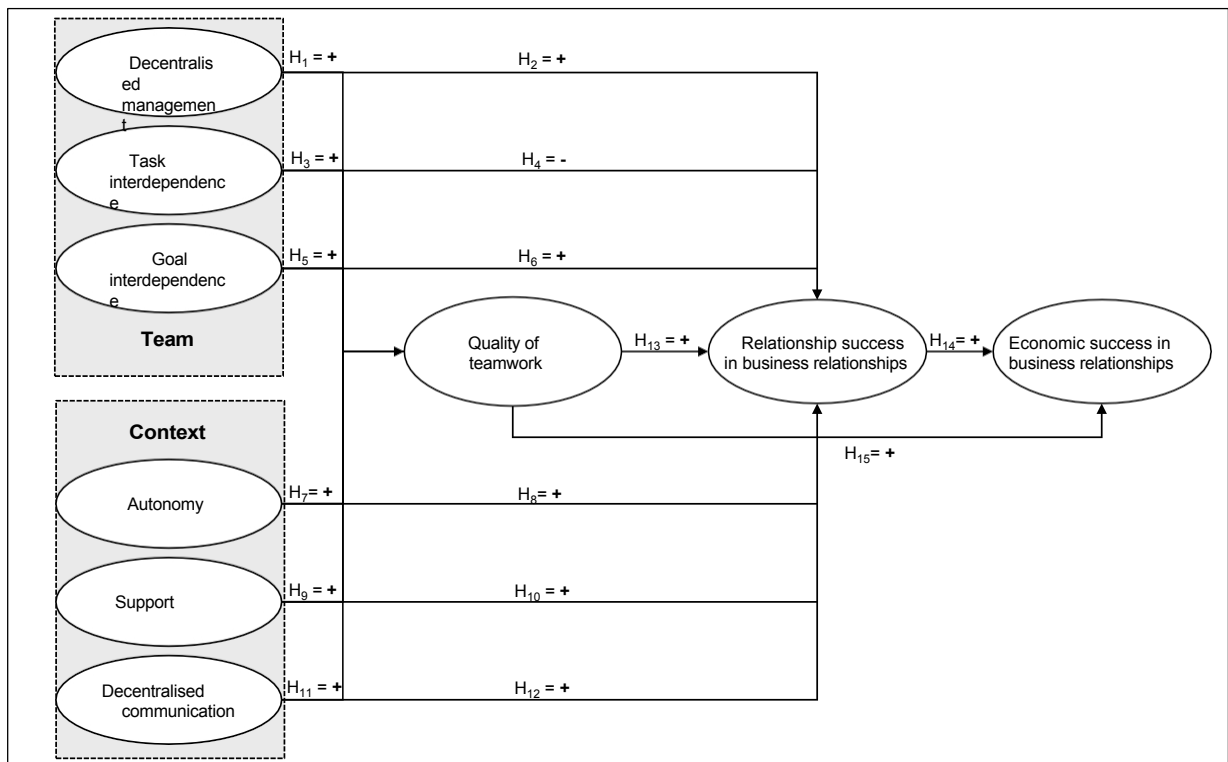 H₁ = +
H₂ = +
Decentralis
ed
managemen
t
H₃ = +
H₄ = -
Task
interdependenc
e
H₅ = +
H₆ = +
Goal
interdependenc
e
Team
Quality of
teamwork
H₁₃ = +
Relationship success
in business relationships
H₁₄ = +
Economic success in
business relationships
Context
H₁₅= +
H₇= +
H₈= +
Autonomy
H₉ = +
H₁₀ = +
Support
H₁₁ = +
H₁₂ = +
Decentralised
communication